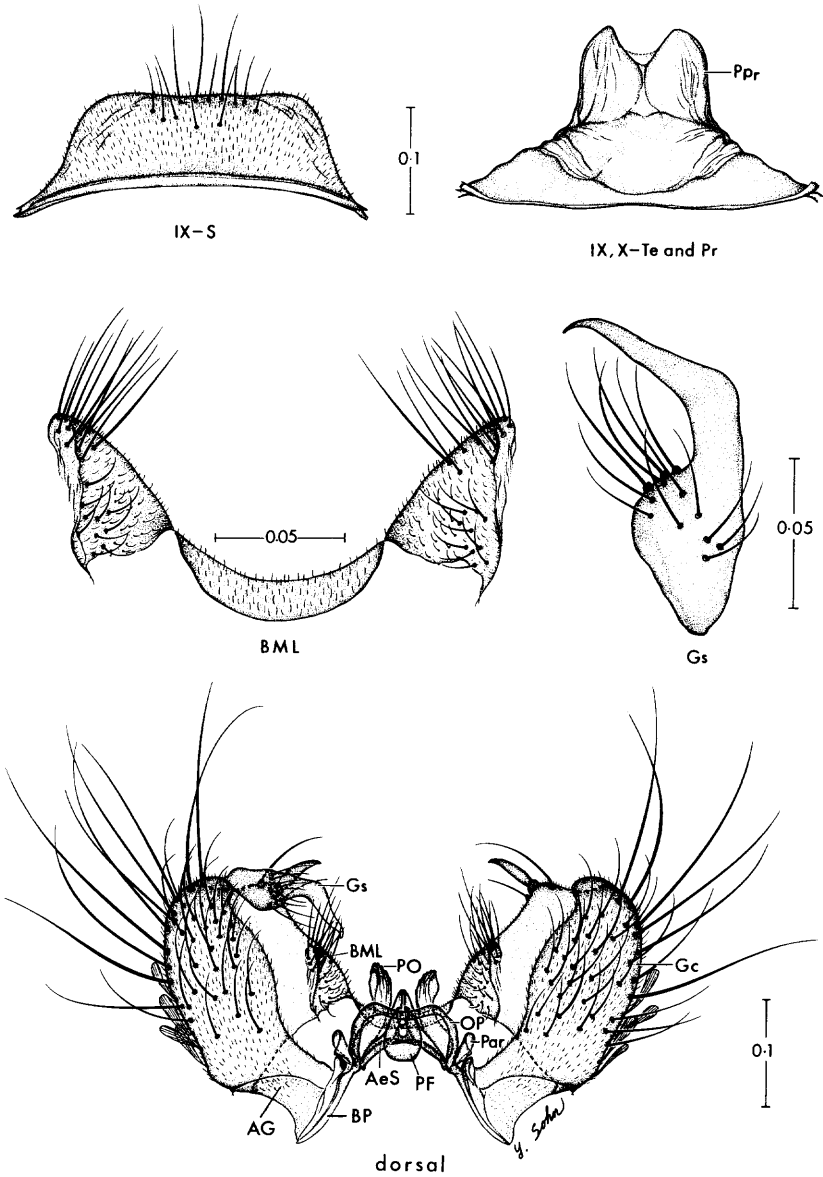 Ppr
0·1
IX–S
IX, X–Te and Pr
0·05
0·05
BML
Gs
Gs
BML
PO
Gc
OP
Par
0·1
AeS
PF
AG
BP
y. Sohn
dorsal